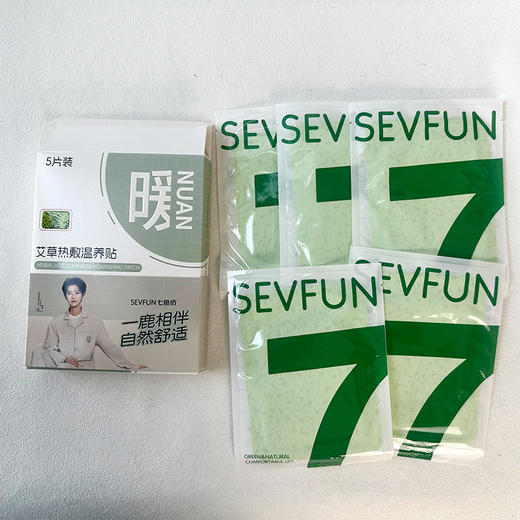 5片装
暖
NUAN
艾草热敷温养贴
HERBAL HOT COMPRESS NOURISHING PATCH
SEVFUN 七色纺
一鹿相伴
自然舒适
SEVFUN
SEVFUN
SEVFUN
7
SEVFUN
7
GREEN&NATURAL
COMFORTABLE LIFE
SEVFUN
7